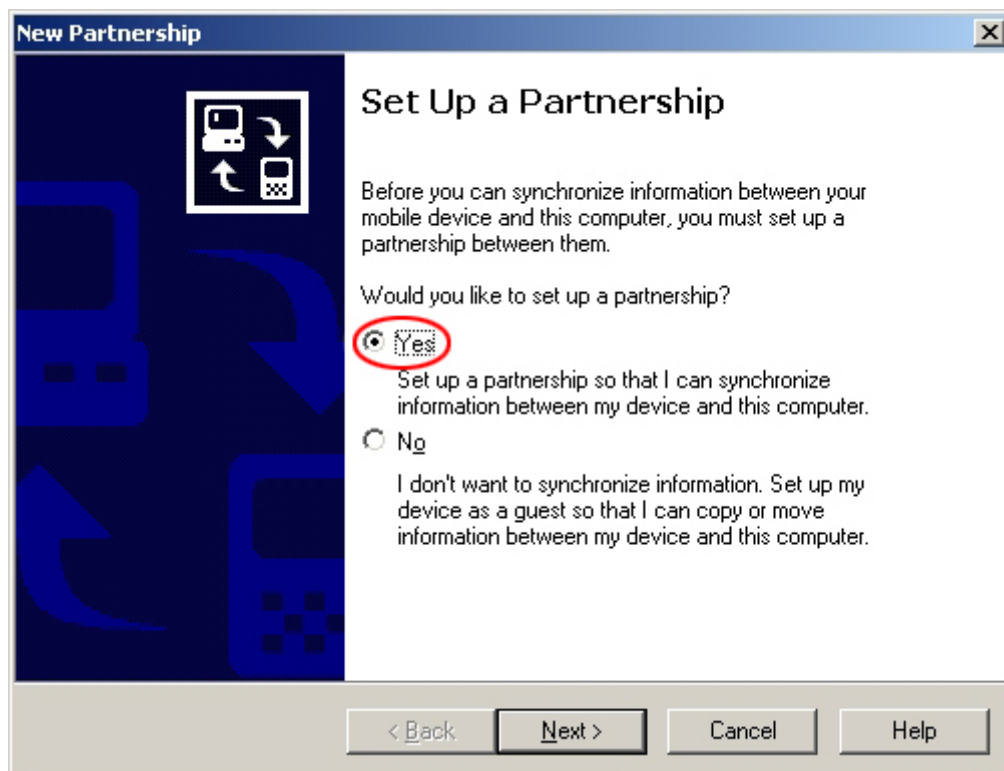 New Partnership
Set Up a Partnership
Before you can synchronize information between your
mobile device and this computer, you must set up a
partnership between them.
Would you like to set up a partnership?
Yes
Set up a partnership so that I can synchronize
information between my device and this computer.
No
I don't want to synchronize information. Set up my
device as a guest so that I can copy or move
information between my device and this computer.
< Back
Next >
Cancel
Help